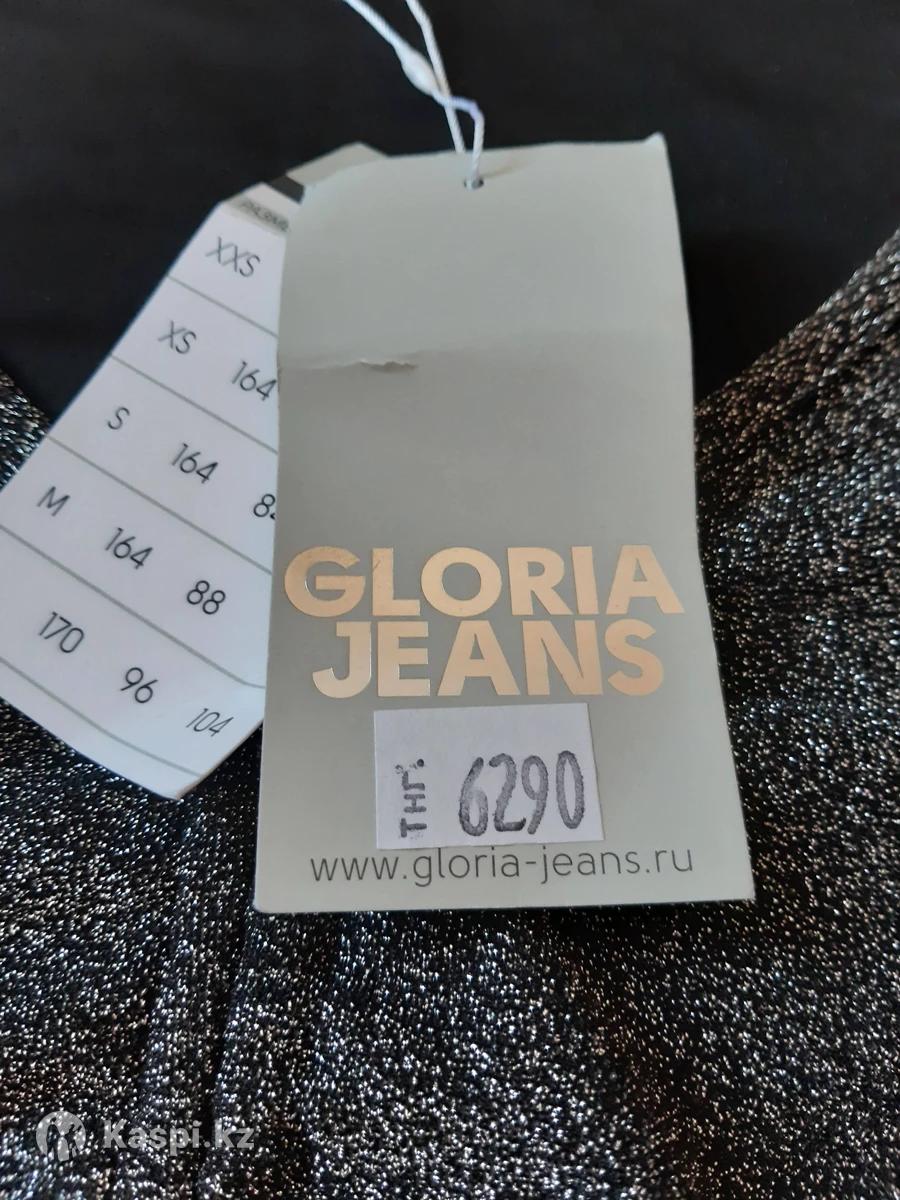 XXS
XS 164
S 164
M 164 88
170 96 104
GLORIA
JEANS
ТНГ. 6290
www.gloria-jeans.ru
Kaspi.kz